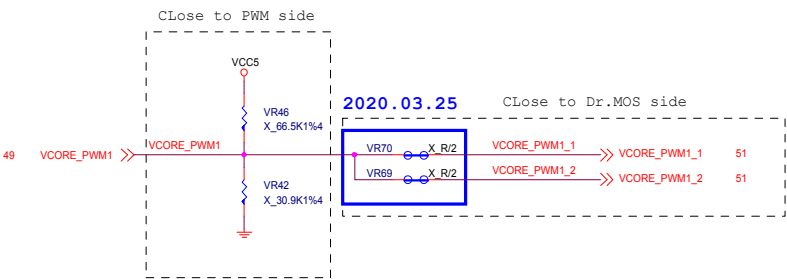 CLose to PWM side
VCC5
2020.03.25
CLose to Dr.MOS side
VR46
X_66.5K1%4
49
VCORE_PWM1
VCORE_PWM1
VR70
X_R/2
VCORE_PWM1_1
VCORE_PWM1_1
51
VR69
X_R/2
VCORE_PWM1_2
VCORE_PWM1_2
51
VR42
X_30.9K1%4